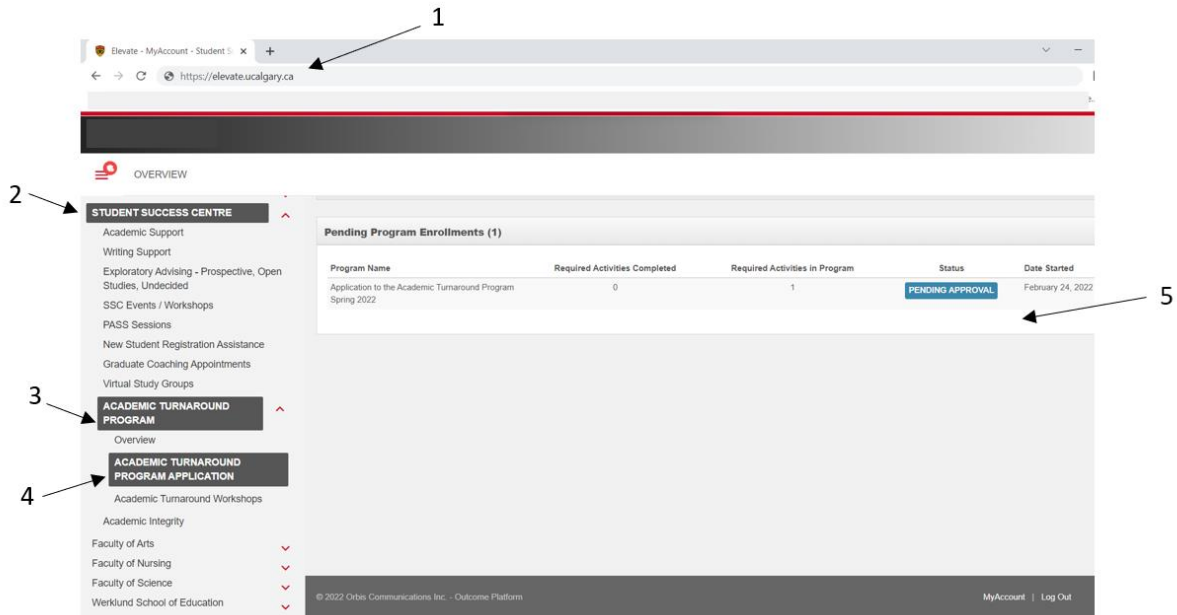 1
Elevate - MyAccount - Student S
https://elevate.ucalgary.ca
OVERVIEW
2
STUDENT SUCCESS CENTRE
Academic Support
Writing Support
Exploratory Advising - Prospective, Open
Studies, Undecided
SSC Events / Workshops
PASS Sessions
New Student Registration Assistance
Graduate Coaching Appointments
Virtual Study Groups
3
ACADEMIC TURNAROUND
PROGRAM
Overview
4
ACADEMIC TURNAROUND
PROGRAM APPLICATION
Academic Turnaround Workshops
Academic Integrity
Faculty of Arts
Faculty of Nursing
Faculty of Science
Werklund School of Education
Pending Program Enrollments (1)
Program Name Required Activities Completed Required Activities in Program Status Date Started
Application to the Academic Turnaround Program 0 1 PENDING APPROVAL February 24, 2022
Spring 2022
5
© 2022 Orbis Communications Inc. - Outcome Platform MyAccount | Log Out